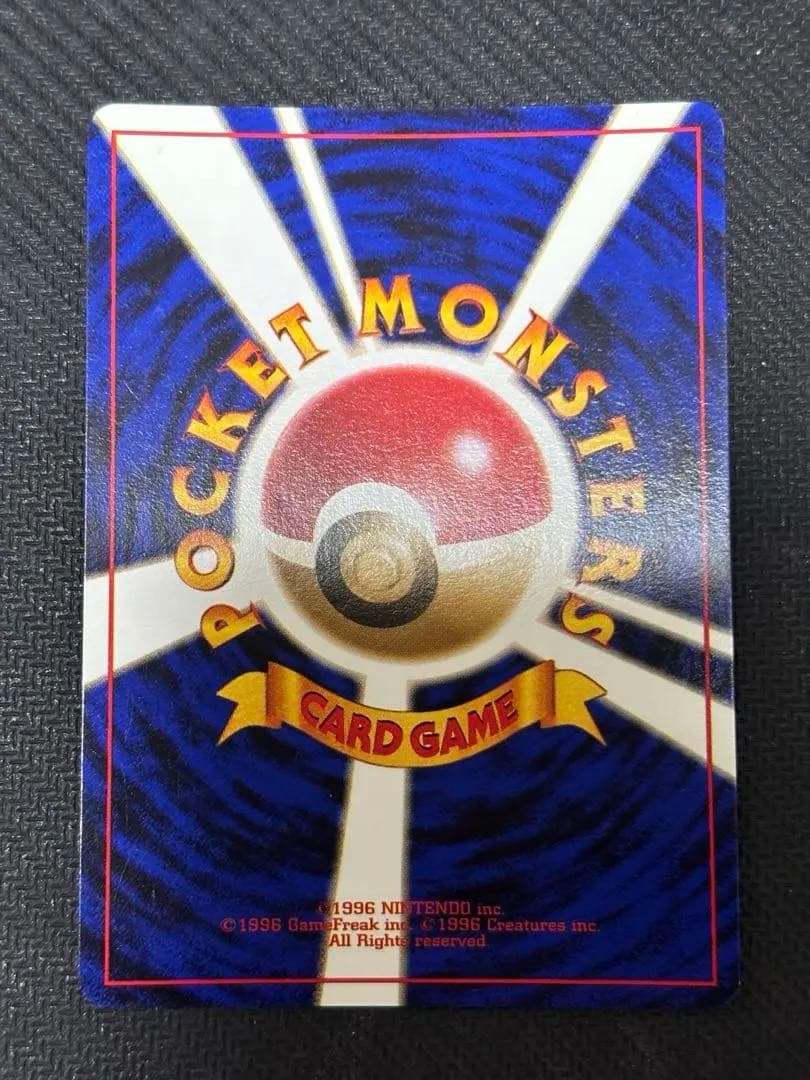 POCKET MONSTERS
CARD GAME
©1996 NINTENDO inc.
©1996 GameFreak inc. ©1996 Creatures inc.
All Rights reserved.